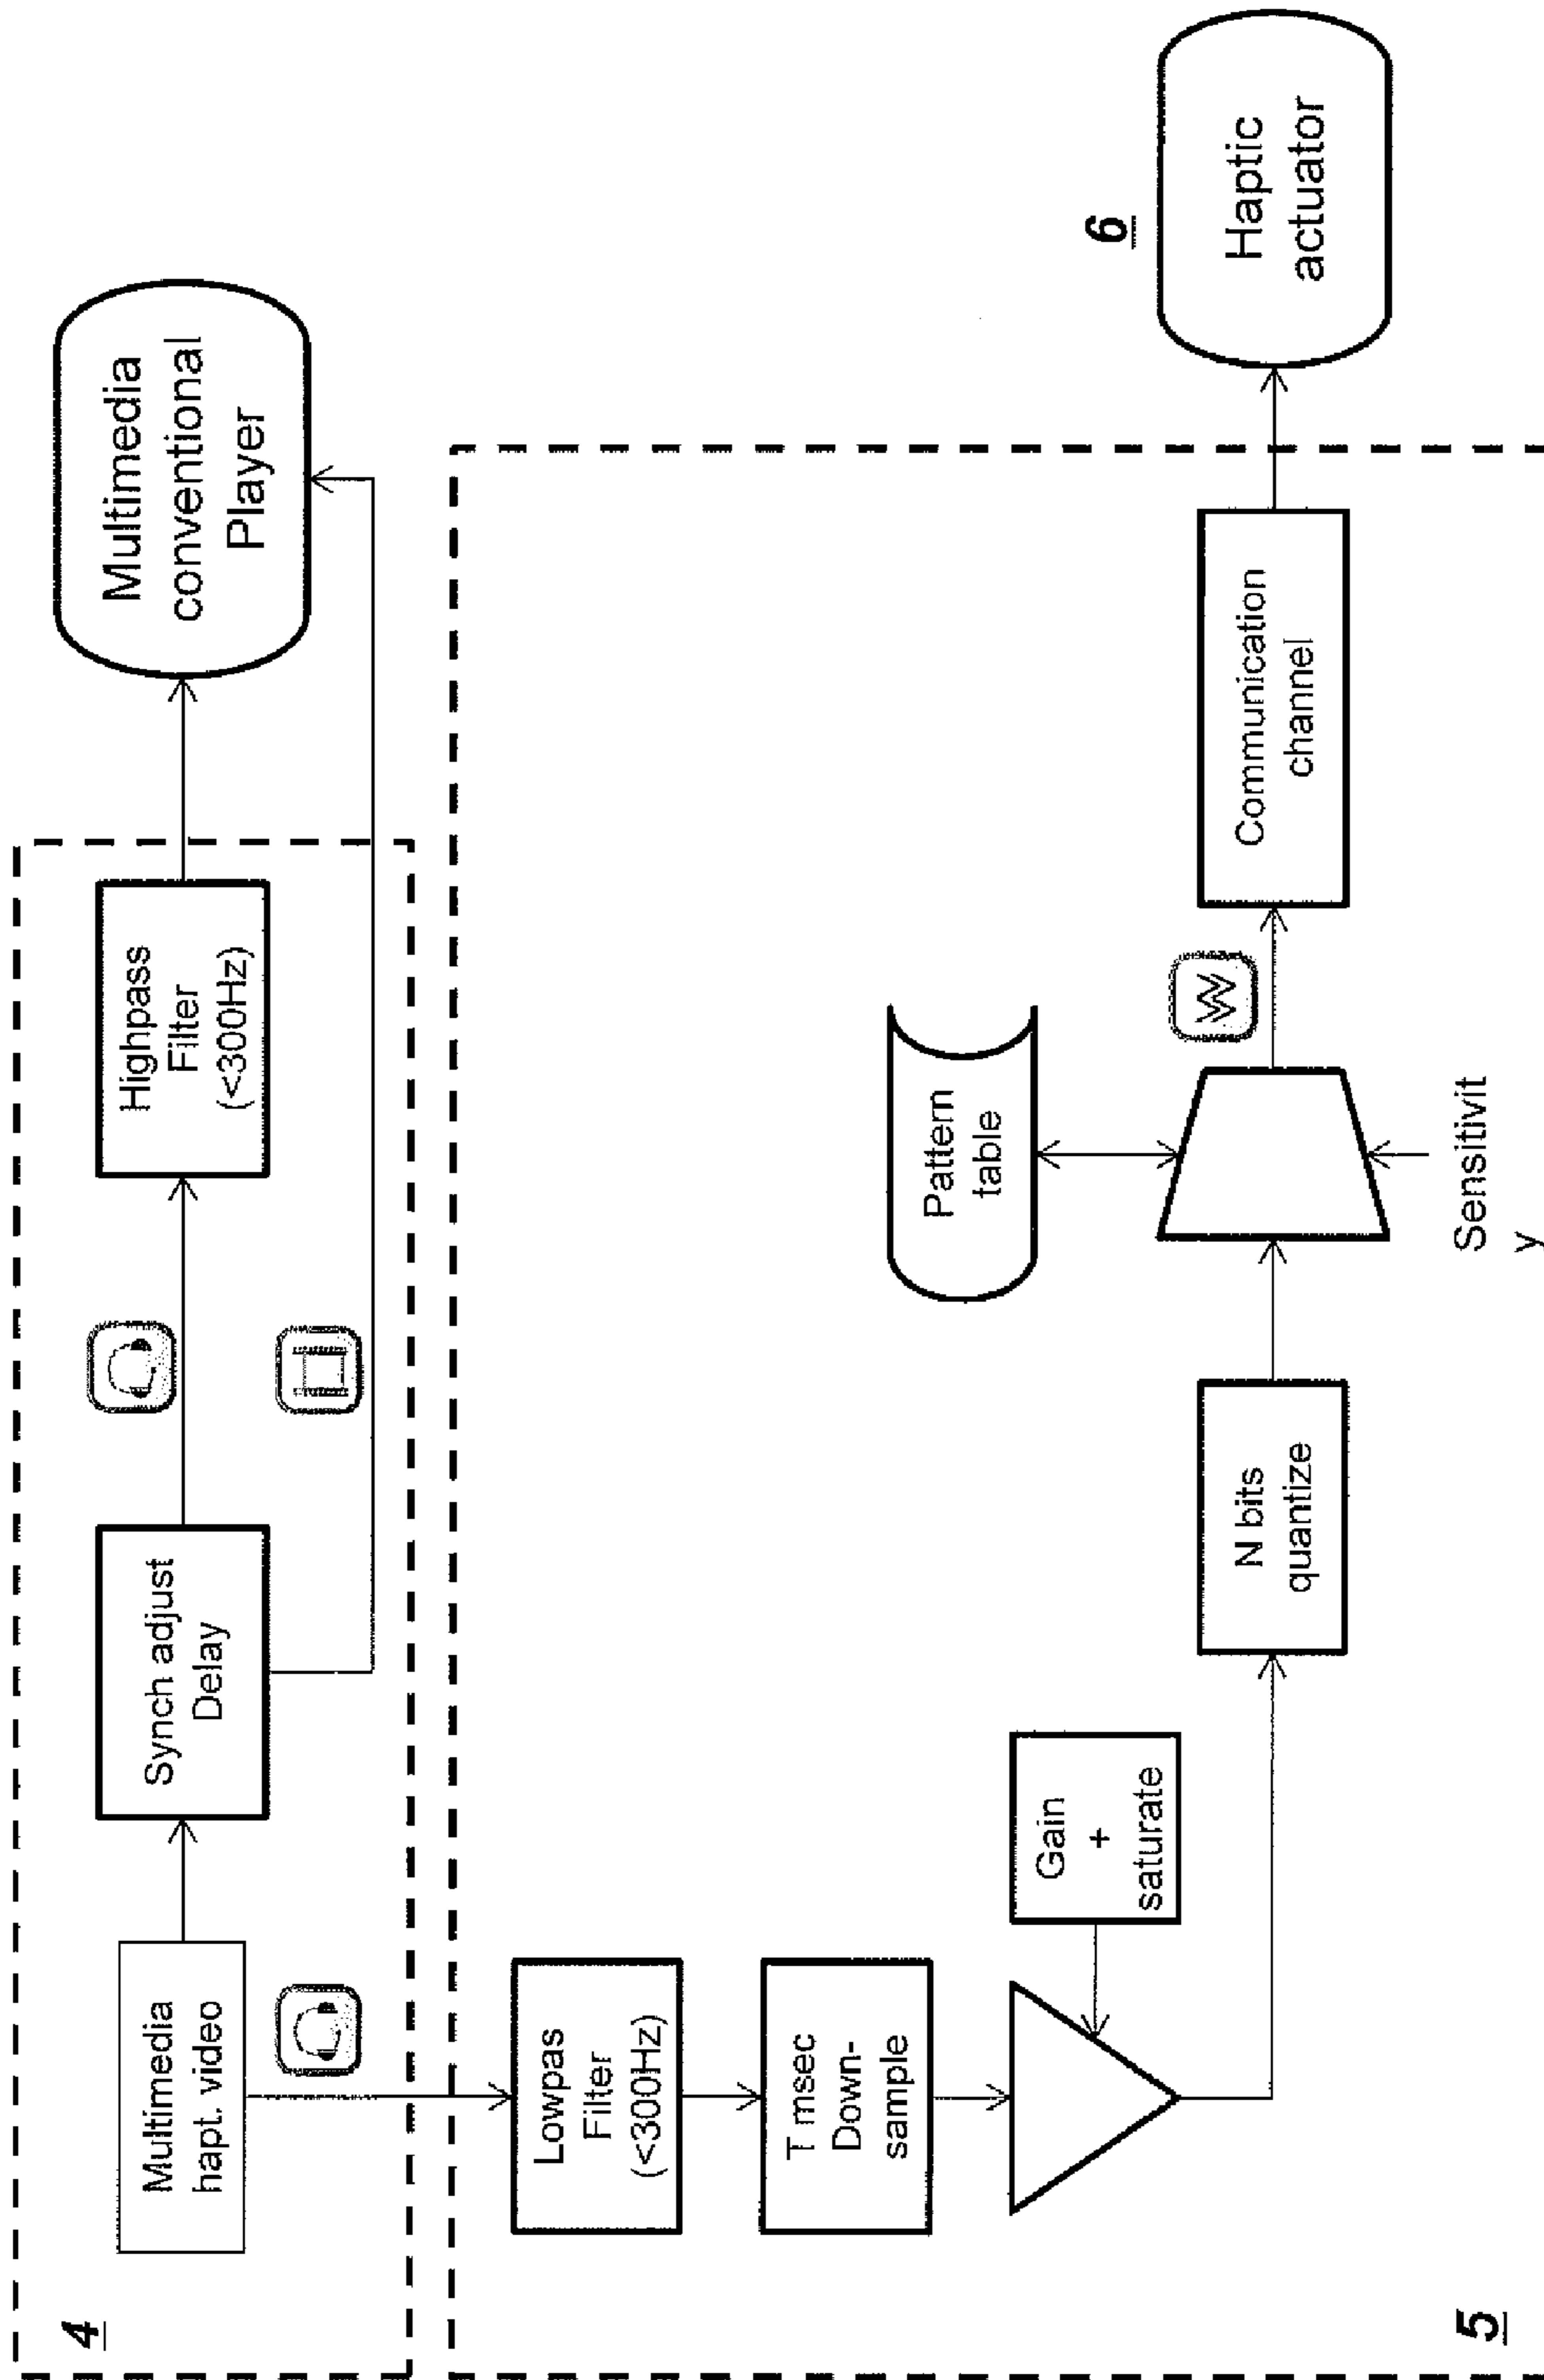 4
Multimedia
hapt. video
Synch adjust
Delay
Highpass
Filter
(<300Hz)
Multimedia
conventional
Player
Lowpas
Filter
(<300Hz)
T msec
Down-
sample
Gain
+
saturate
N bits
quantize
Pattern
table
Sensitivit
y
Communication
channel
6
Haptic
actuator
5